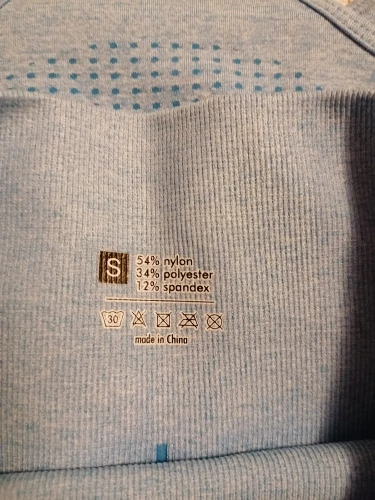 S
54% nylon
34% polyester
12% spandex
30
made in China